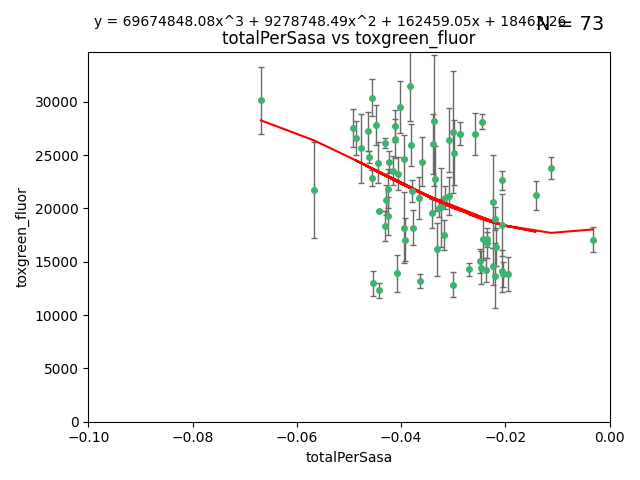 y = 69674848.08x^3 + 9278748.49x^2 + 162459.05x + 18463.26
N = 73
totalPerSasa vs toxgreen_fluor
30000
25000
20000
15000
10000
5000
0
toxgreen_fluor
−0.10
−0.08
−0.06
−0.04
−0.02
0.00
totalPerSasa